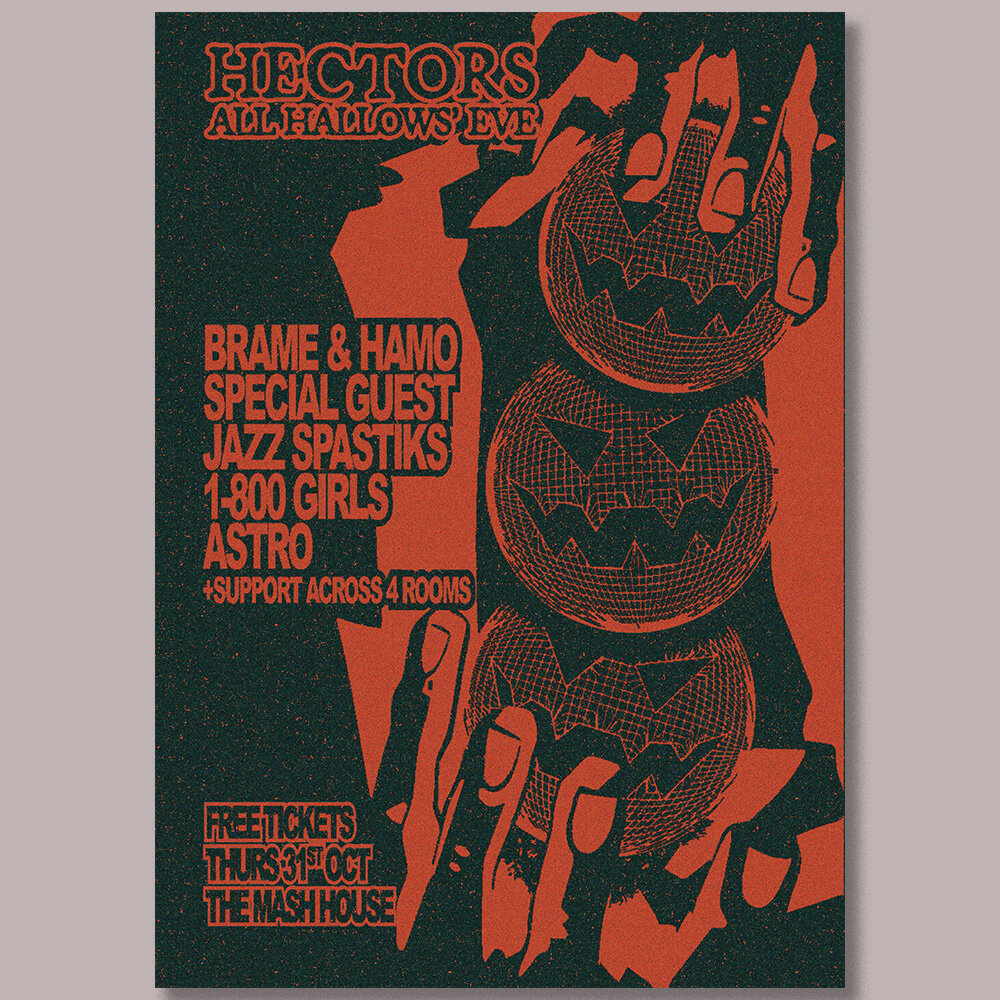 HECTORS
ALL HALLOWS' EVE
BRAME & HAMO
SPECIAL GUEST
JAZZ SPASTIKS
1-800 GIRLS
ASTRO
+SUPPORT ACROSS 4 ROOMS
FREE TICKETS
THURS 31ST OCT
THE MASH HOUSE